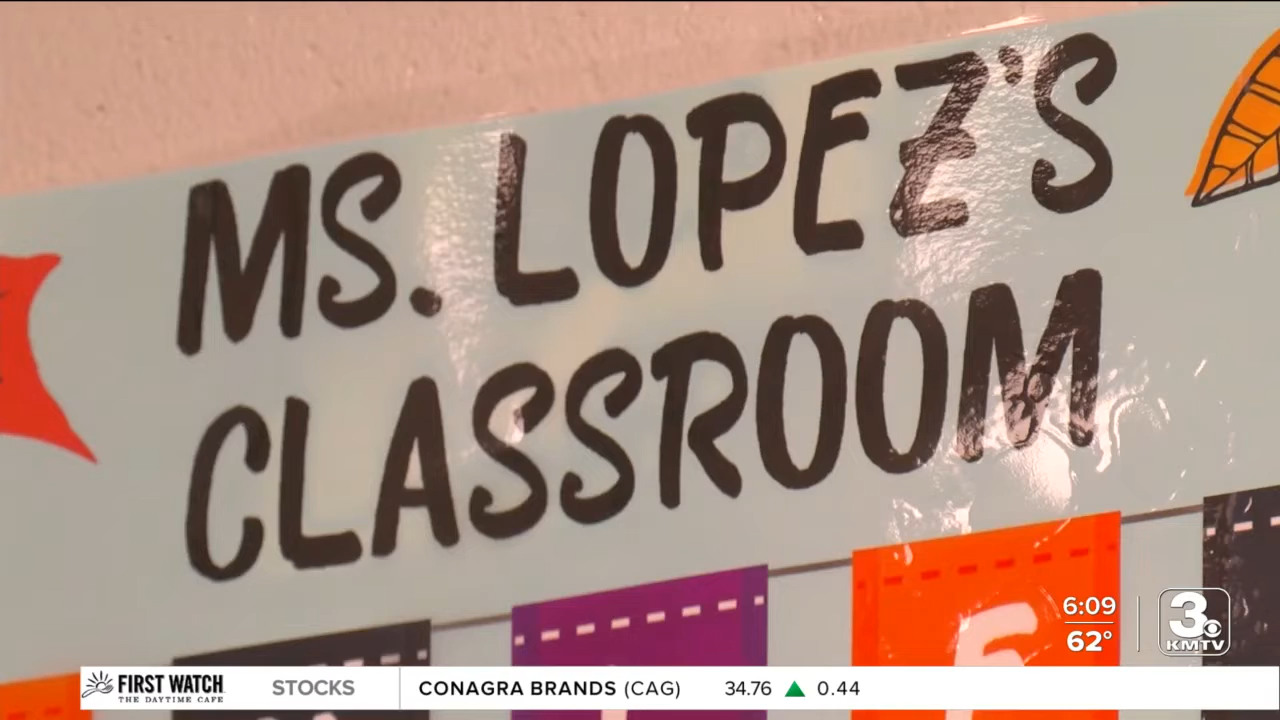 MS. LOPEZ'S
CLASSROOM
6:09
62°
3
KMTV
FIRST WATCH
THE DAYTIME CAFE
STOCKS
CONAGRA BRANDS (CAG)
34.76 ▲ 0.44